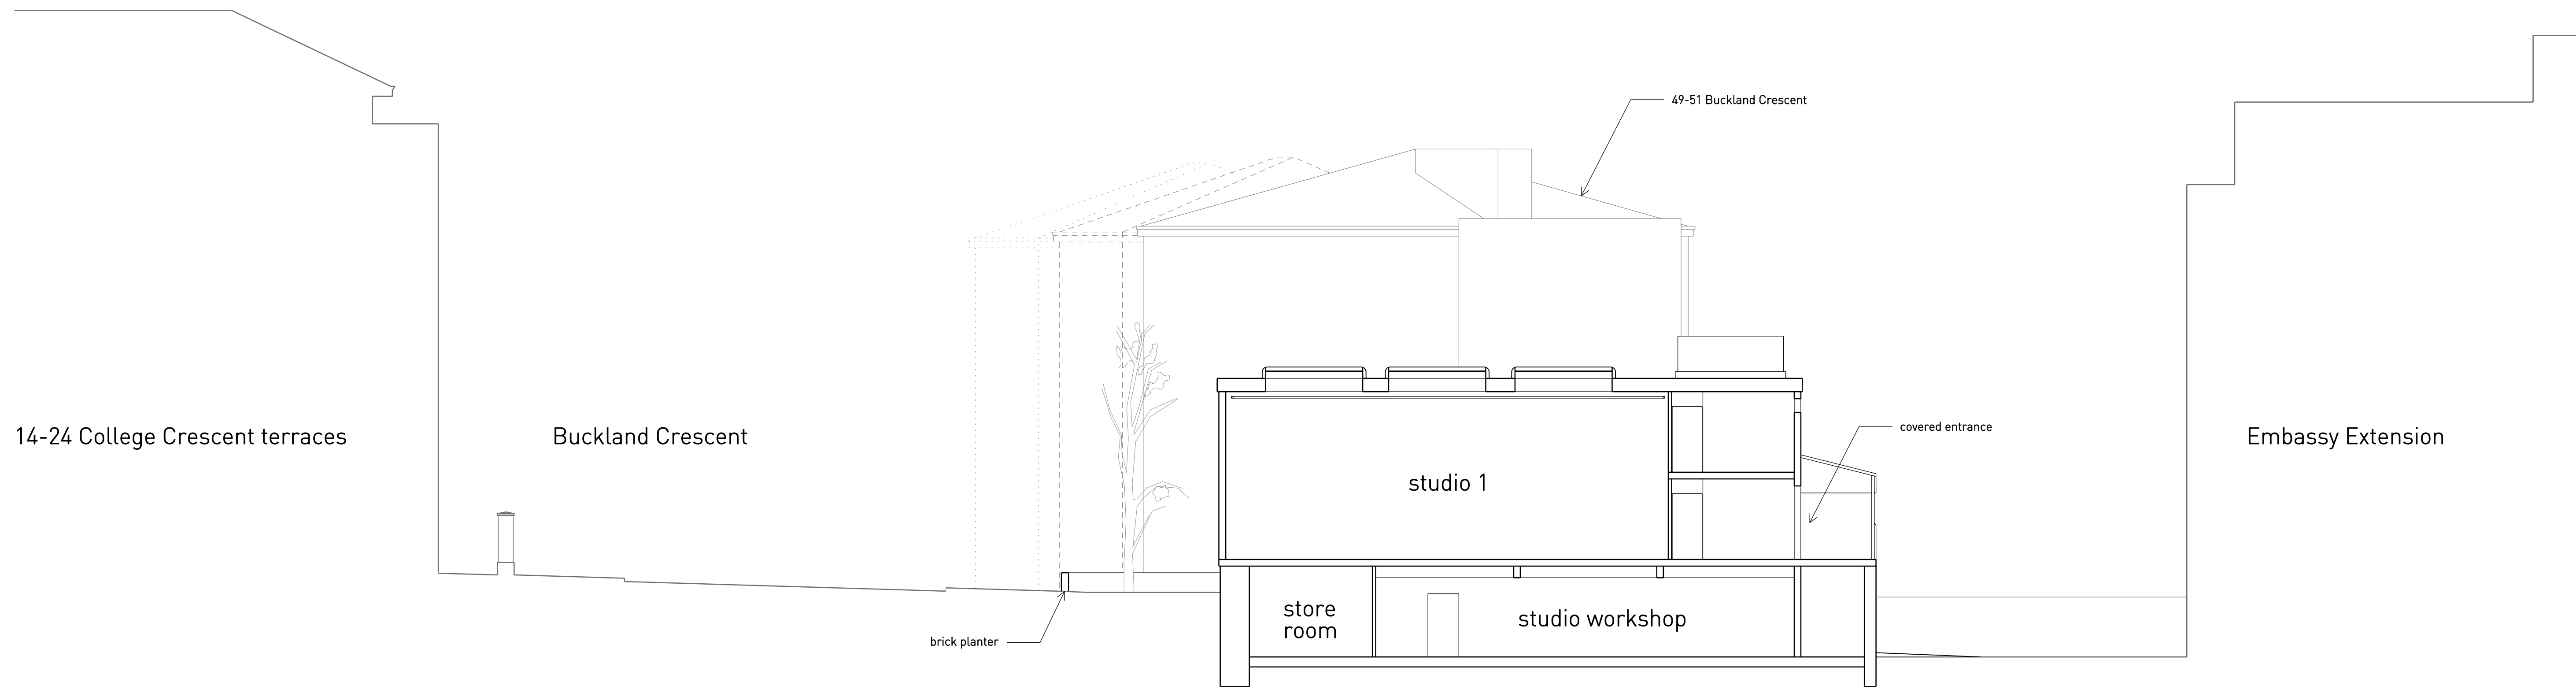 49-51 Buckland Crescent
14-24 College Crescent terraces
Buckland Crescent
covered entrance
Embassy Extension
studio 1
store
room
studio workshop
brick planter